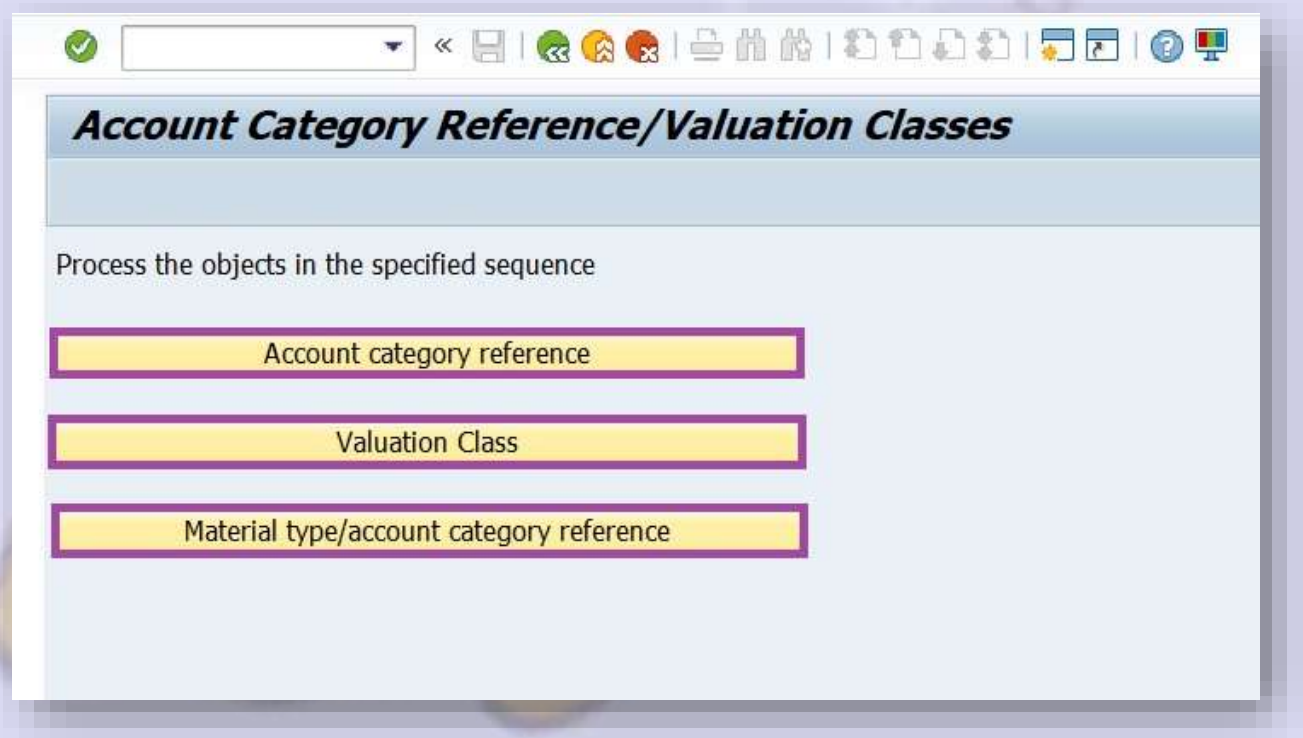 Account Category Reference/Valuation Classes
Process the objects in the specified sequence
Account category reference
Valuation Class
Material type/account category reference